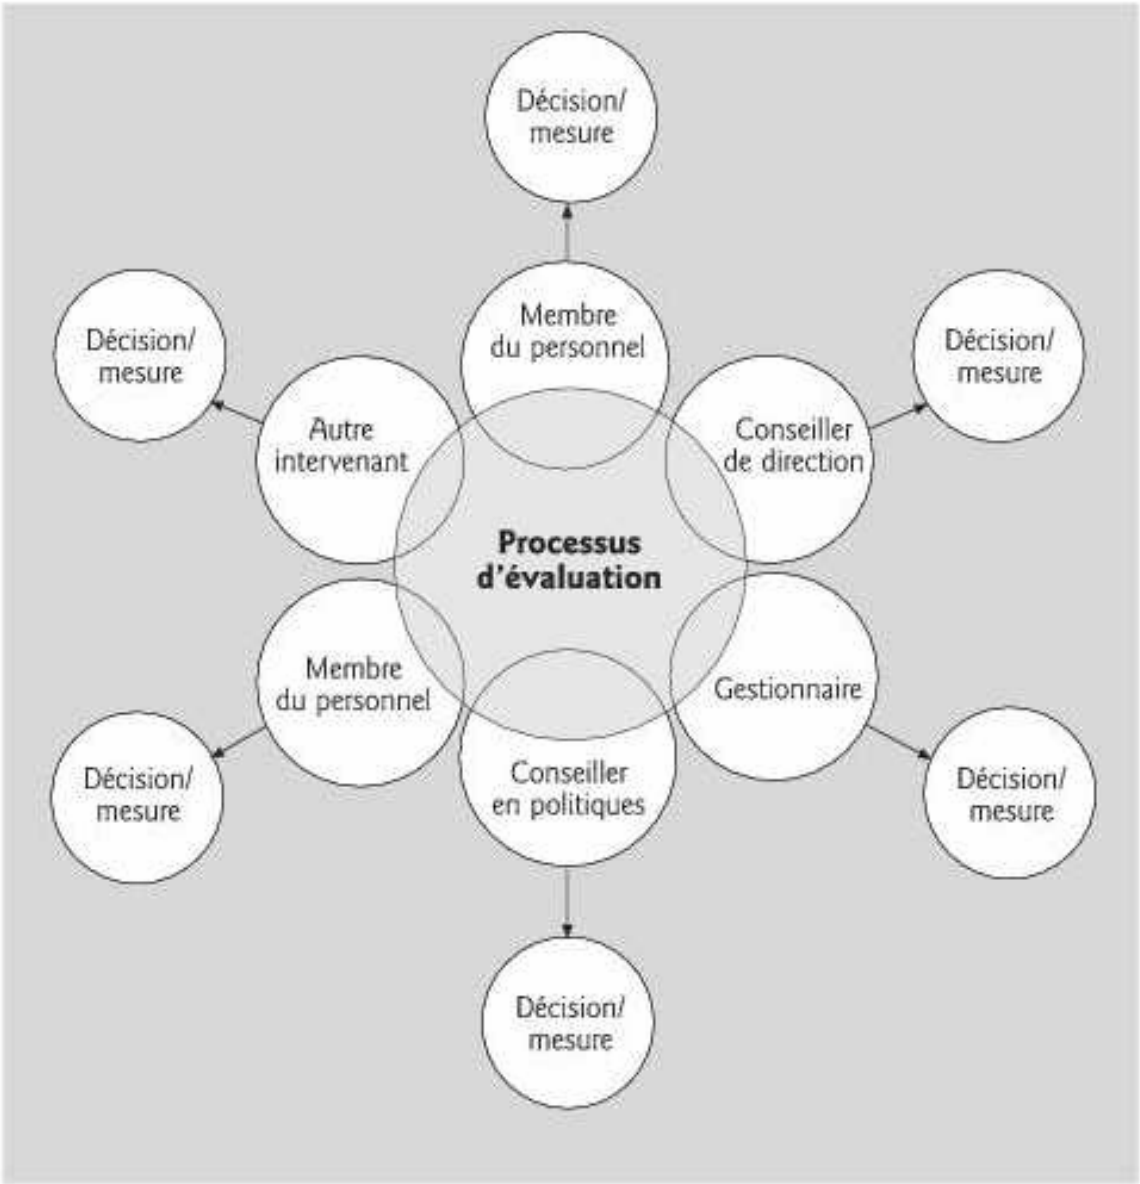 Décision/
mesure
Membre
du personnel
Décision/
mesure
Décision/
mesure
Autre
intervenant
Conseiller
de direction
Processus
d'évaluation
Membre
du personnel
Gestionnaire
Conseiller
en politiques
Décision/
mesure
Décision/
mesure
Décision/
mesure